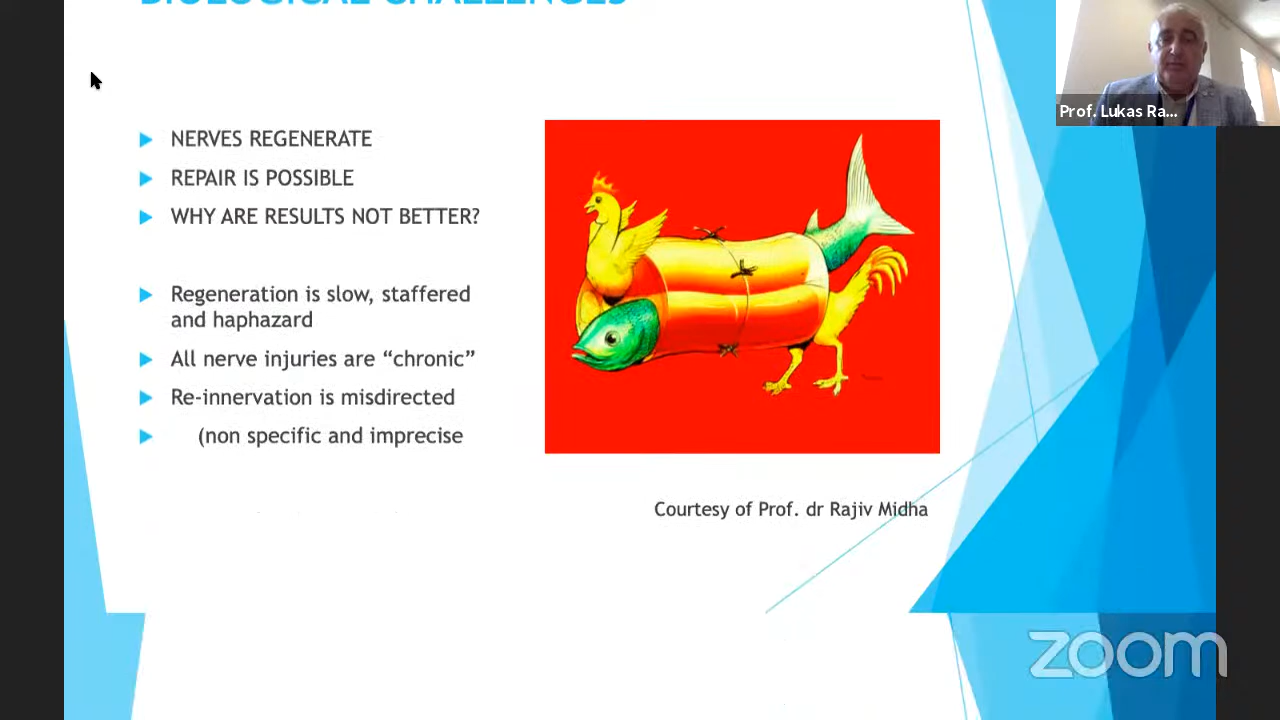 BIOLOGICAL CHALLENGES
Prof. Lukas Ra...
NERVES REGENERATE
REPAIR IS POSSIBLE
WHY ARE RESULTS NOT BETTER?
Regeneration is slow, staffered
and haphazard
All nerve injuries are “chronic”
Re-innervation is misdirected
(non specific and imprecise
Courtesy of Prof. dr Rajiv Midha
zoom